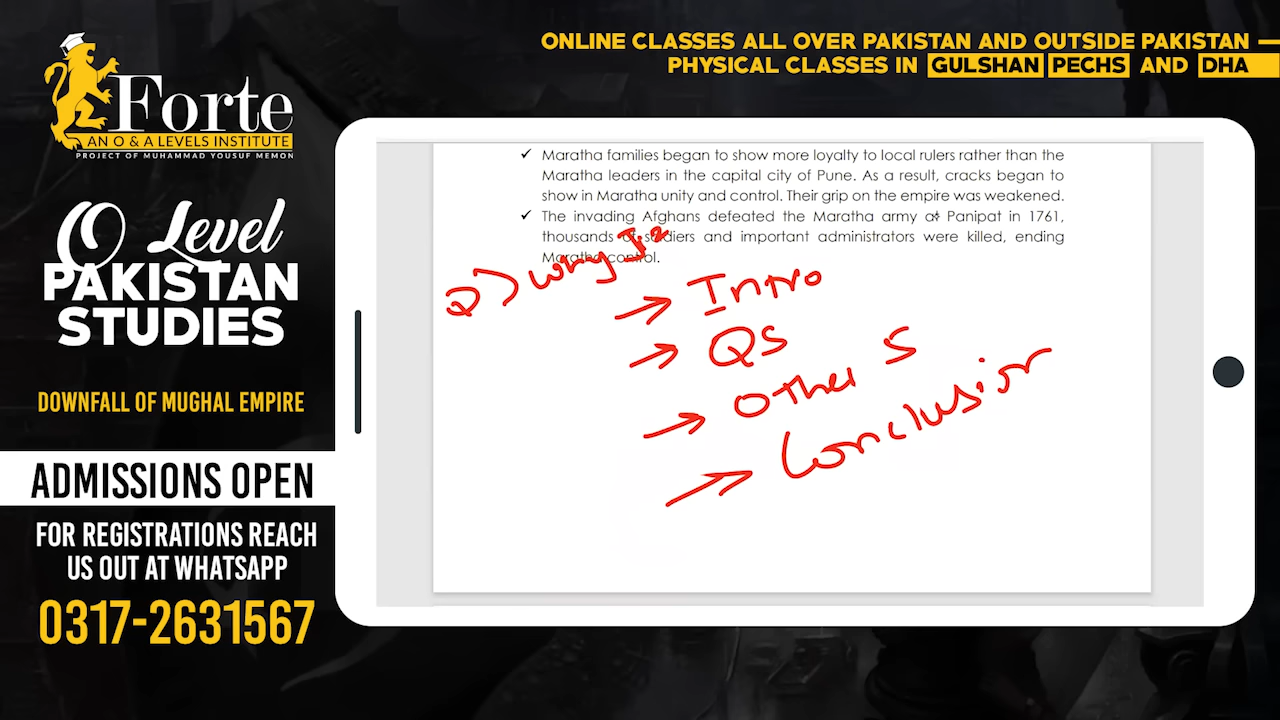 Forte
AN O & A LEVELS INSTITUTE
PROJECT OF MUHAMMAD YOUSUF MEMON
O Level
PAKISTAN
STUDIES
DOWNFALL OF MUGHAL EMPIRE
ADMISSIONS OPEN
FOR REGISTRATIONS REACH
US OUT AT WHATSAPP
0317-2631567
ONLINE CLASSES ALL OVER PAKISTAN AND OUTSIDE PAKISTAN
PHYSICAL CLASSES IN GULSHAN PECHS AND DHA
✓ Maratha families began to show more loyalty to local rulers rather than the
Maratha leaders in the capital city of Pune. As a result, cracks began to
show in Maratha unity and control. Their grip on the empire was weakened.
✓ The invading Afghans defeated the Maratha army at Panipat in 1761,
thousands of soldiers and important administrators were killed, ending
Maratha control.
Q) Why
→ Intro
→ QS
→ Other S
→ Conclusion